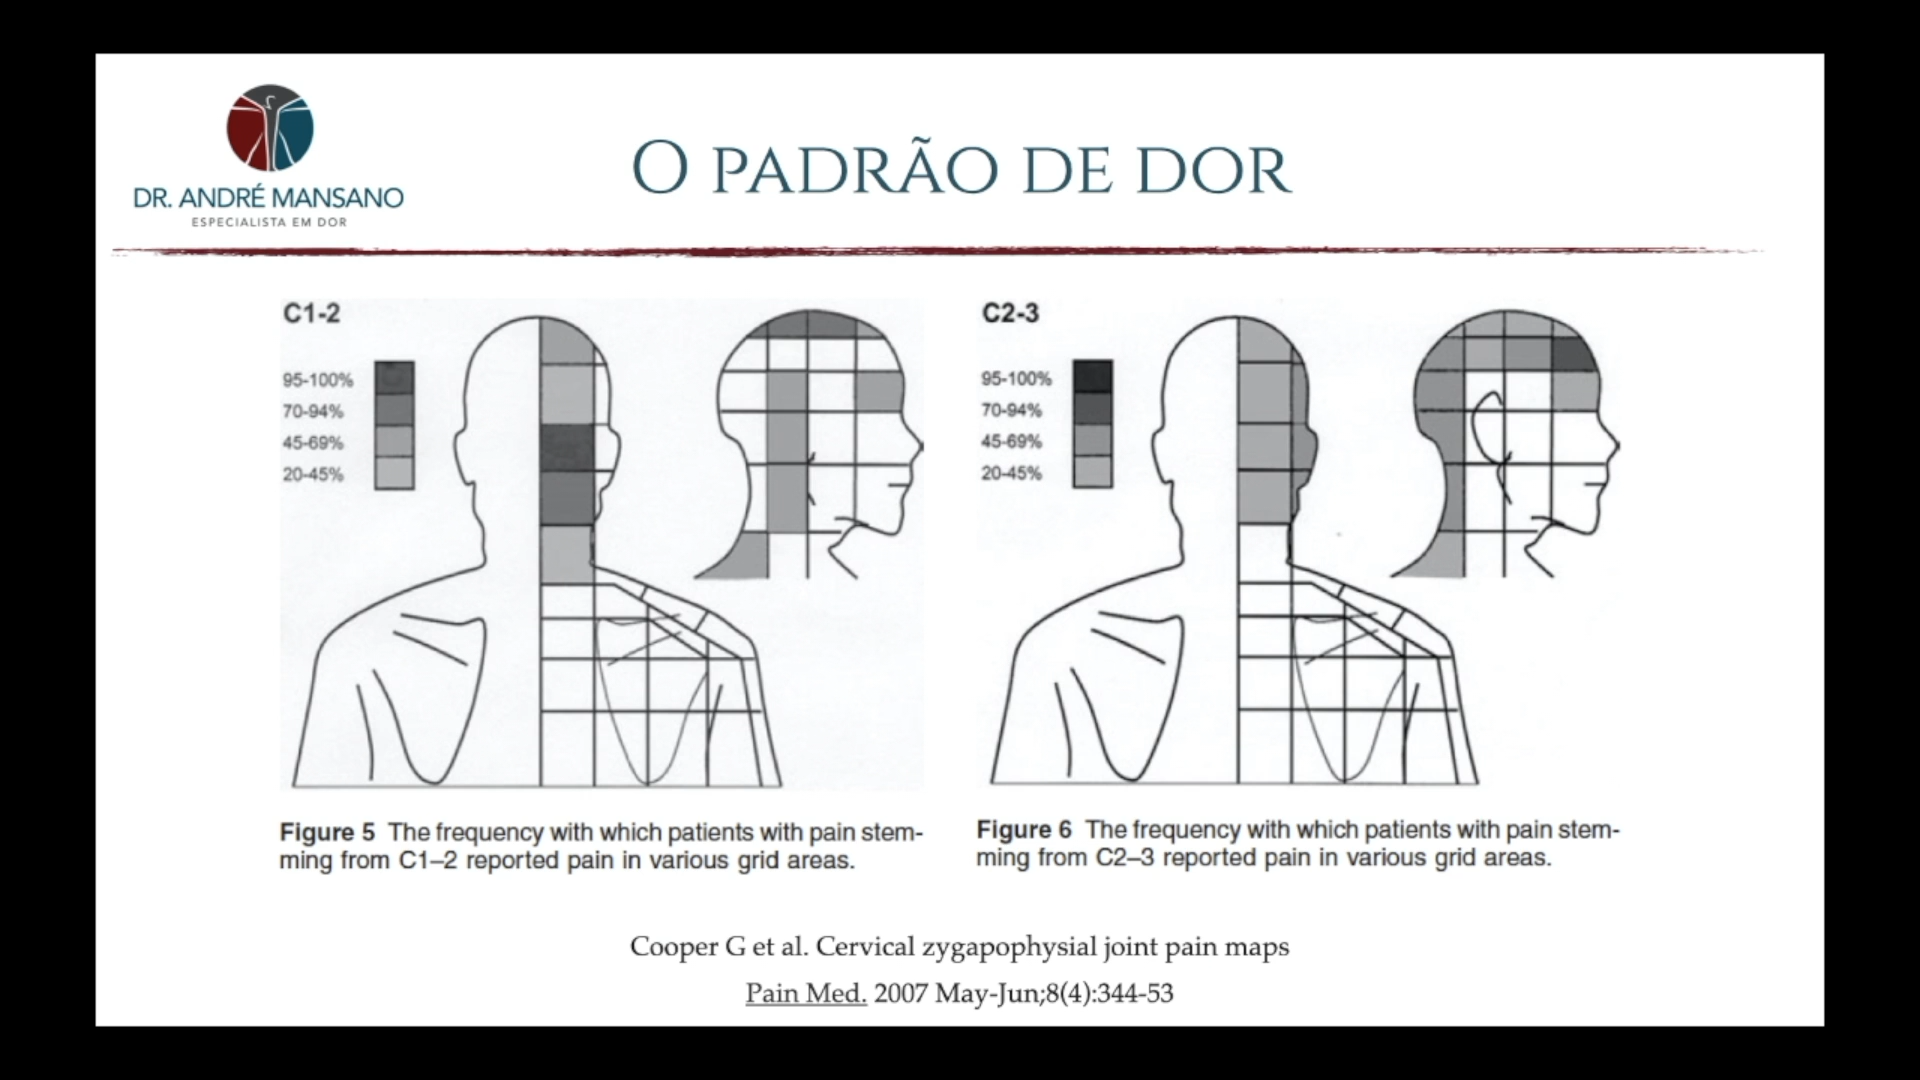 DR. ANDRÉ MANSANO
ESPECIALISTA EM DOR
O PADRÃO DE DOR
C1-2
95-100%
70-94%
45-69%
20-45%
Figure 5 The frequency with which patients with pain stem-
ming from C1–2 reported pain in various grid areas.
C2-3
95-100%
70-94%
45-69%
20-45%
Figure 6 The frequency with which patients with pain stem-
ming from C2–3 reported pain in various grid areas.
Cooper G et al. Cervical zygapophysial joint pain maps
Pain Med. 2007 May-Jun;8(4):344-53